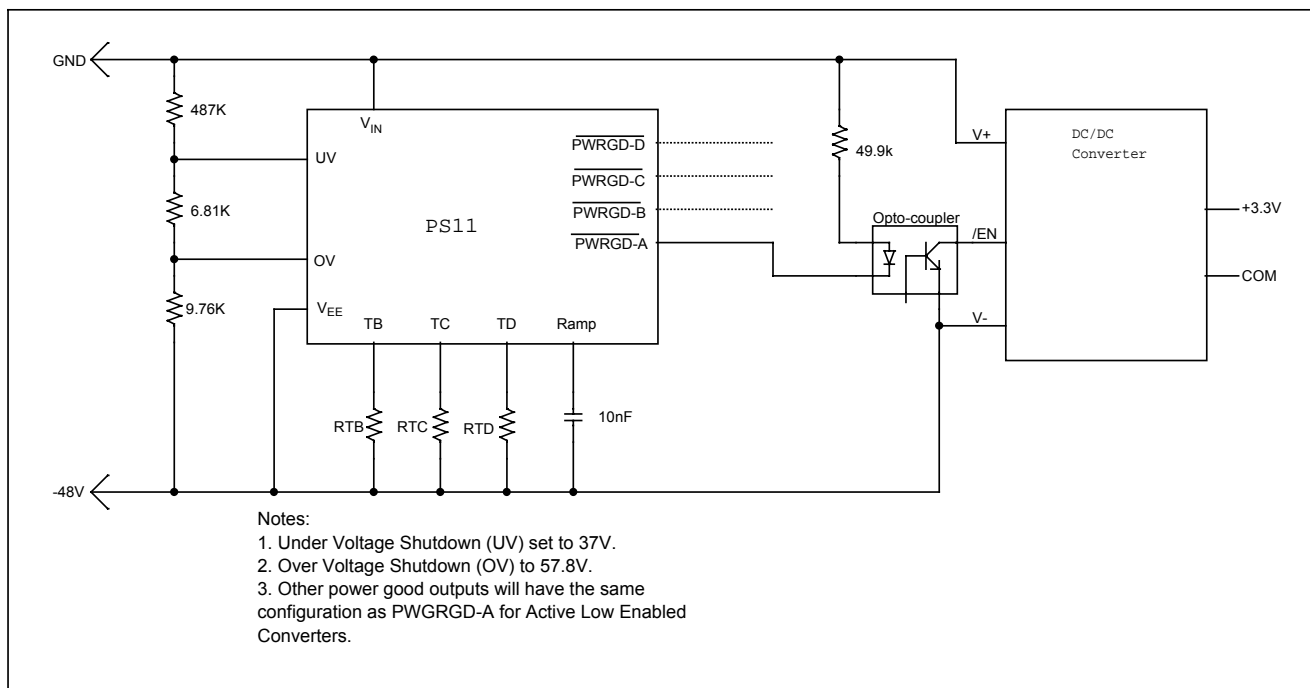 GND
487K
V_IN
UV
PWRGD-D
PWRGD-C
PWRGD-B
PWRGD-A
49.9k
V+
DC/DC
Converter
6.81K
PS11
Opto-coupler
/EN
+3.3V
OV
COM
9.76K
V_EE
V-
TB
TC
TD
Ramp
RTB
RTC
RTD
10nF
-48V
Notes:
1. Under Voltage Shutdown (UV) set to 37V.
2. Over Voltage Shutdown (OV) to 57.8V.
3. Other power good outputs will have the same
configuration as PWGRGD-A for Active Low Enabled
Converters.